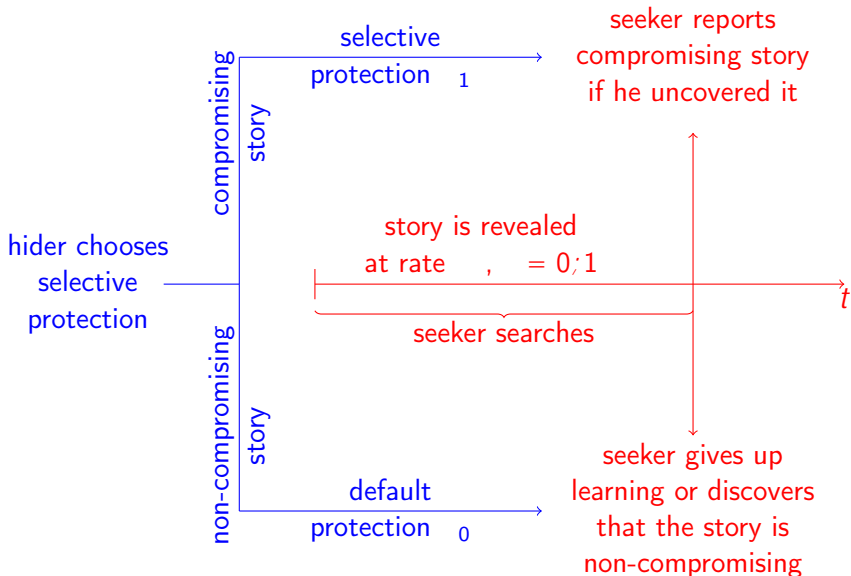 hider chooses
selective
protection
compromising
story
non-compromising
story
selective
protection 1
default
protection 0
story is revealed
at rate , = 0; 1
seeker searches
t
seeker reports
compromising story
if he uncovered it
seeker gives up
learning or discovers
that the story is
non-compromising